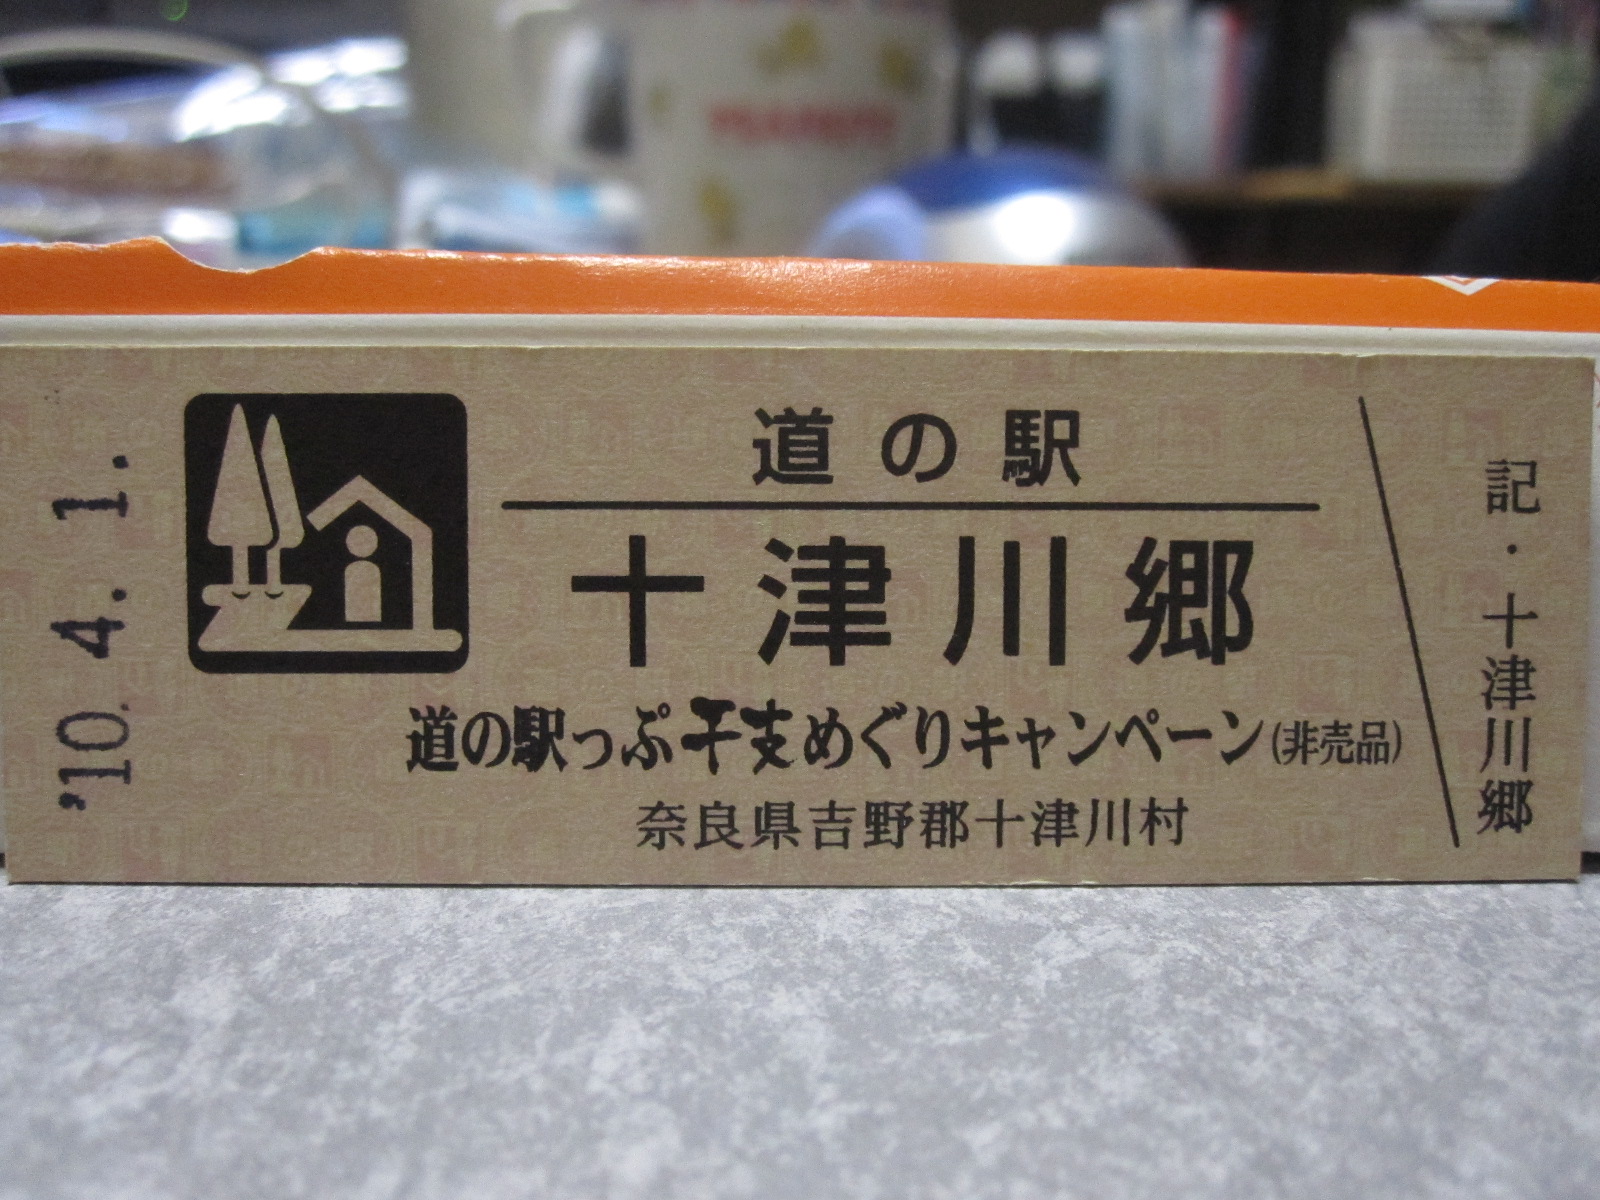 '10.4.1.
道の駅
十津川郷
道の駅っぷ干支めぐりキャンペーン(非売品)
奈良県吉野郡十津川村
記・十津川郷